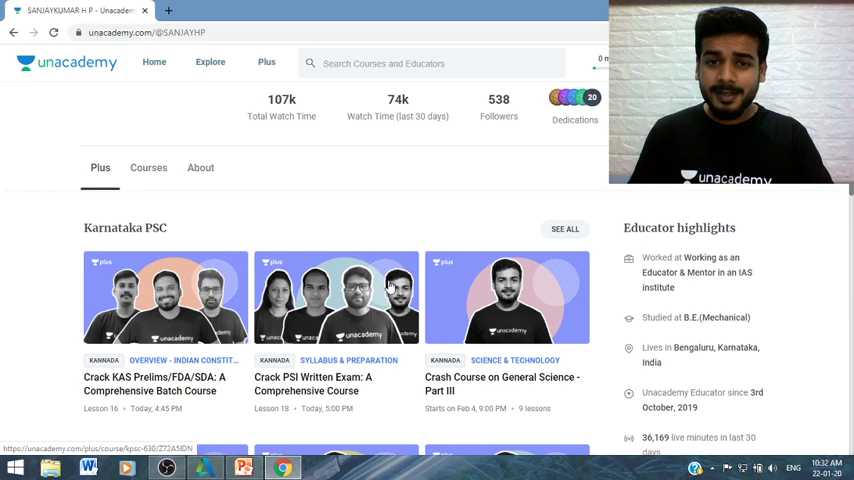 SANJAYKUMAR H P - Unacadem
unacademy.com/@SANJAYHP
unacademy
Home
Explore
Plus
Search Courses and Educators
0 m
107k
74k
538
20
Total Watch Time
Watch Time (last 30 days)
Followers
Dedications
unacademy
Plus
Courses
About
Karnataka PSC
SEE ALL
Educator highlights
plus
plus
plus
unacademy
unacademy
unacademy
Worked at Working as an
Educator & Mentor in an IAS
institute
Studied at B.E.(Mechanical)
Lives in Bengaluru, Karnataka,
India
Unacademy Educator since 3rd
October, 2019
36,169 live minutes in last 30
days
KANNADA
OVERVIEW - INDIAN CONSTIT...
Crack KAS Prelims/FDA/SDA: A
Comprehensive Batch Course
Lesson 16 • Today, 4:45 PM
KANNADA
SYLLABUS & PREPARATION
Crack PSI Written Exam: A
Comprehensive Course
Lesson 18 • Today, 5:00 PM
KANNADA
SCIENCE & TECHNOLOGY
Crash Course on General Science -
Part III
Starts on Feb 4, 9:00 PM • 9 lessons
https://unacademy.com/plus/course/kpsc-630/Z72A5IDN
ENG
10:32 AM
22-01-20